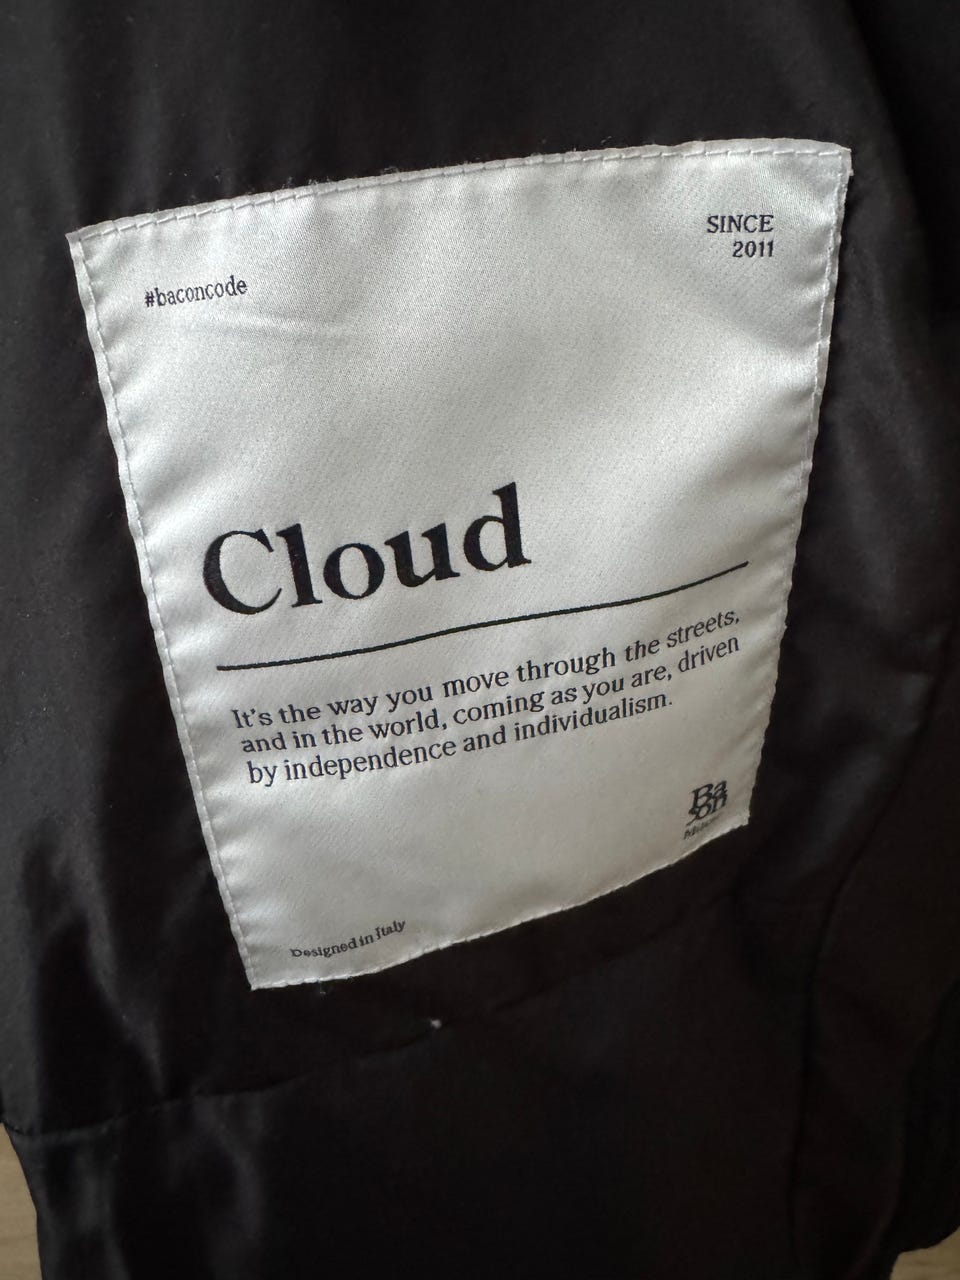 SINCE
2011
#baconcode
Cloud
It's the way you move through the streets,
and in the world, coming as you are, driven
by independence and individualism.
Designed in Italy